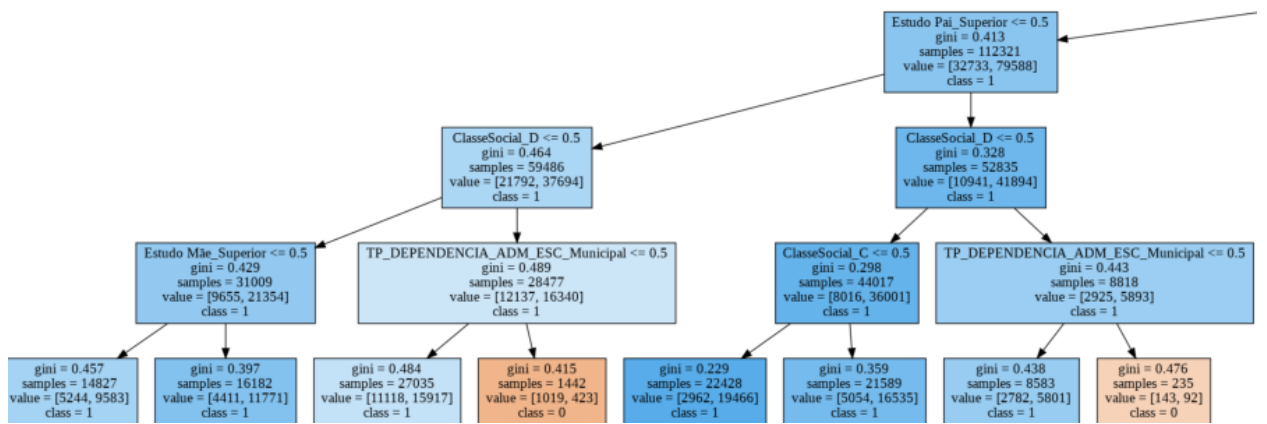 Estudo Pai_Superior <= 0.5
gini = 0.413
samples = 112321
value = [32733, 79588]
class = 1
ClasseSocial_D <= 0.5
gini = 0.464
samples = 59486
value = [21792, 37694]
class = 1
ClasseSocial_D <= 0.5
gini = 0.328
samples = 52835
value = [10941, 41894]
class = 1
Estudo Mãe_Superior <= 0.5
gini = 0.429
samples = 31009
value = [9655, 21354]
class = 1
TP_DEPENDENCIA_ADM_ESC_Municipal <= 0.5
gini = 0.489
samples = 28477
value = [12137, 16340]
class = 1
ClasseSocial_C <= 0.5
gini = 0.298
samples = 44017
value = [8016, 36001]
class = 1
TP_DEPENDENCIA_ADM_ESC_Municipal <= 0.5
gini = 0.443
samples = 8818
value = [2925, 5893]
class = 1
gini = 0.457
samples = 14827
value = [5244, 9583]
class = 1
gini = 0.397
samples = 16182
value = [4411, 11771]
class = 1
gini = 0.484
samples = 27035
value = [11118, 15917]
class = 1
gini = 0.415
samples = 1442
value = [1019, 423]
class = 0
gini = 0.229
samples = 22428
value = [2962, 19466]
class = 1
gini = 0.359
samples = 21589
value = [5054, 16535]
class = 1
gini = 0.438
samples = 8583
value = [2782, 5801]
class = 1
gini = 0.476
samples = 235
value = [143, 92]
class = 0